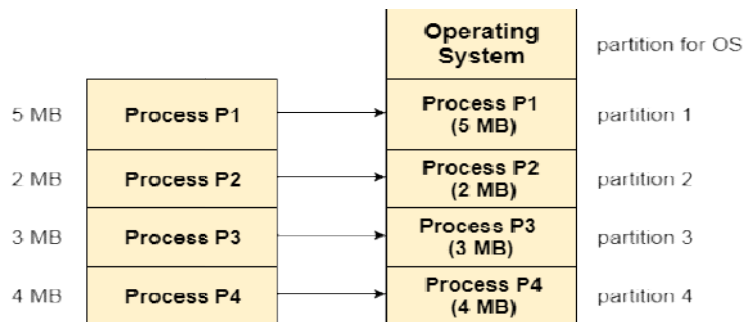 Operating
System
partition for OS
5 MB
Process P1
Process P1
(5 MB)
partition 1
2 MB
Process P2
Process P2
(2 MB)
partition 2
3 MB
Process P3
Process P3
(3 MB)
partition 3
4 MB
Process P4
Process P4
(4 MB)
partition 4